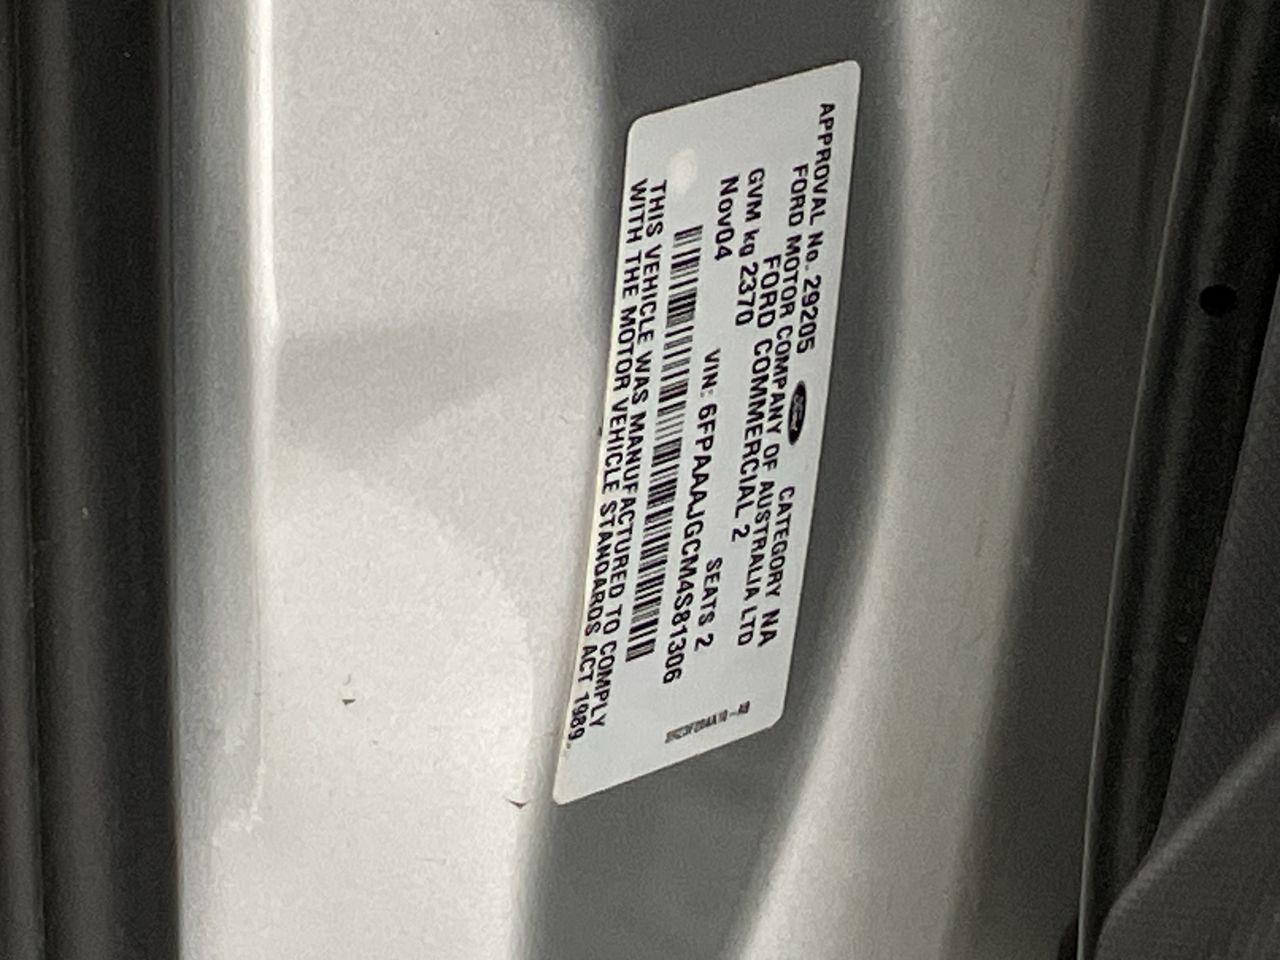 APPROVAL No. 29205 Ford CATEGORY NA
FORD MOTOR COMPANY OF AUSTRALIA LTD
FORD COMMERCIAL 2
GVM kg 2370 SEATS 2
Nov04 VIN: 6FPAAAJGCM4S81306
THIS VEHICLE WAS MANUFACTURED TO COMPLY
WITH THE MOTOR VEHICLE STANDARDS ACT 1989.